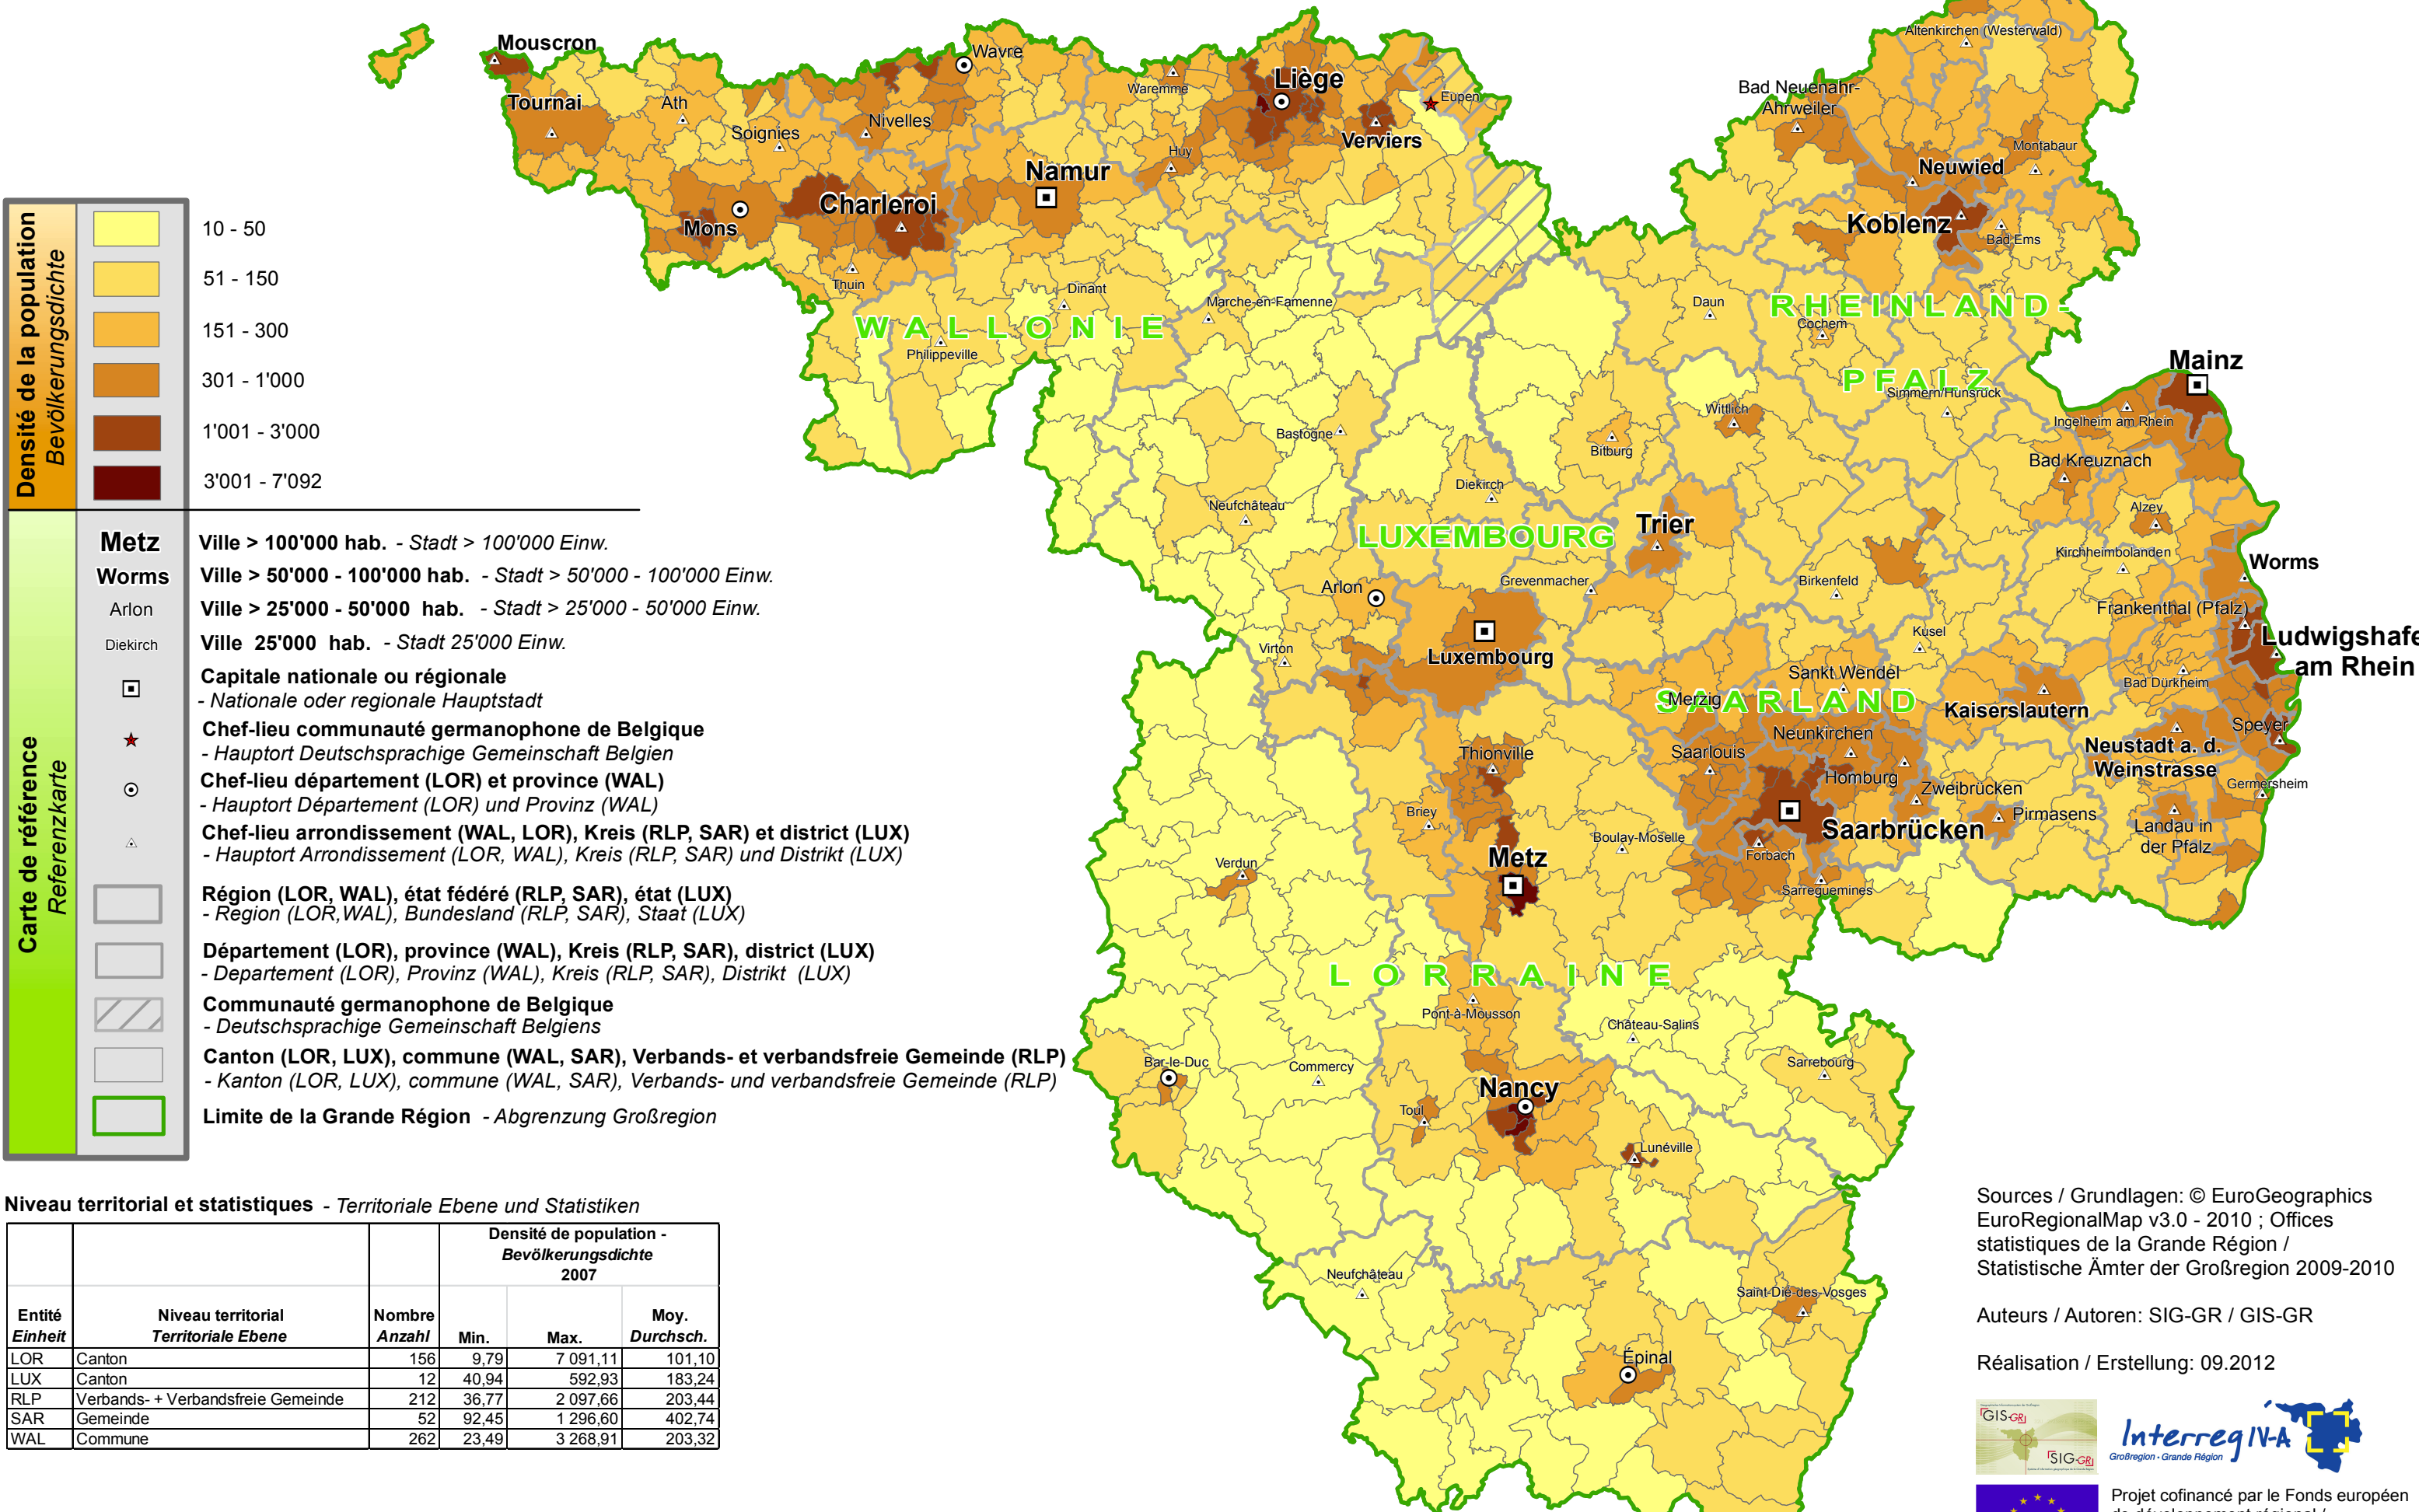 Mouscron
Tournai
Ath
Soignies
Wavre
Nivelles
Mons
Charleroi
Namur
Thuin
Dinant
Philippeville
WALLONIE
Waremme
Huy
Liège
Verviers
Eupen
Marche-en-Famenne
Bastogne
Neufchâteau
Arlon
Virton
Altenkirchen (Westerwald)
Bad Neuenahr-
Ahrweiler
Neuwied
Montabaur
Koblenz
Bad Ems
Daun
RHEINLAND-
Cochem
PFALZ
Simmern/Hunsrück
Wittlich
Bitburg
Mainz
Ingelheim am Rhein
Bad Kreuznach
Alzey
Kirchheimbolanden
Worms
Frankenthal (Pfalz)
Ludwigshafe
am Rhein
Bad Dürkheim
Diekirch
LUXEMBOURG
Trier
Grevenmacher
Luxembourg
Birkenfeld
Kusel
Sankt Wendel
Merzig
SAARLAND
Kaiserslautern
Neunkirchen
Saarlouis
Homburg
Zweibrücken
Pirmasens
Saarbrücken
Neustadt a. d.
Weinstrasse
Speyer
Germersheim
Landau in
der Pfalz
Thionville
Briey
Boulay-Moselle
Forbach
Sarreguemines
Metz
Verdun
LORRAINE
Pont-à-Mousson
Château-Salins
Sarrebourg
Bar-le-Duc
Commercy
Toul
Nancy
Lunéville
Neufchâteau
Saint-Dié-des-Vosges
Épinal
Densité de la population
Bevölkerungsdichte
10 - 50
51 - 150
151 - 300
301 - 1'000
1'001 - 3'000
3'001 - 7'092
Carte de référence
Referenzkarte
Metz Ville > 100'000 hab. - Stadt > 100'000 Einw.
Worms Ville > 50'000 - 100'000 hab. - Stadt > 50'000 - 100'000 Einw.
Arlon Ville > 25'000 - 50'000 hab. - Stadt > 25'000 - 50'000 Einw.
Diekirch Ville 25'000 hab. - Stadt 25'000 Einw.
Capitale nationale ou régionale
- Nationale oder regionale Hauptstadt
Chef-lieu communauté germanophone de Belgique
- Hauptort Deutschsprachige Gemeinschaft Belgien
Chef-lieu département (LOR) et province (WAL)
- Hauptort Département (LOR) und Provinz (WAL)
Chef-lieu arrondissement (WAL, LOR), Kreis (RLP, SAR) et district (LUX)
- Hauptort Arrondissement (LOR, WAL), Kreis (RLP, SAR) und Distrikt (LUX)
Région (LOR, WAL), état fédéré (RLP, SAR), état (LUX)
- Region (LOR,WAL), Bundesland (RLP, SAR), Staat (LUX)
Département (LOR), province (WAL), Kreis (RLP, SAR), district (LUX)
- Departement (LOR), Provinz (WAL), Kreis (RLP, SAR), Distrikt (LUX)
Communauté germanophone de Belgique
- Deutschsprachige Gemeinschaft Belgiens
Canton (LOR, LUX), commune (WAL, SAR), Verbands- et verbandsfreie Gemeinde (RLP)
- Kanton (LOR, LUX), commune (WAL, SAR), Verbands- und verbandsfreie Gemeinde (RLP)
Limite de la Grande Région - Abgrenzung Großregion
Niveau territorial et statistiques - Territoriale Ebene und Statistiken
Densité de population -
Bevölkerungsdichte
2007
Entité Niveau territorial Nombre Moy.
Einheit Territoriale Ebene Anzahl Min. Max. Durchsch.
LOR Canton 156 9,79 7 091,11 101,10
LUX Canton 12 40,94 592,93 183,24
RLP Verbands- + Verbandsfreie Gemeinde 212 36,77 2 097,66 203,44
SAR Gemeinde 52 92,45 1 296,60 402,74
WAL Commune 262 23,49 3 268,91 203,32
Sources / Grundlagen: © EuroGeographics
EuroRegionalMap v3.0 - 2010 ; Offices
statistiques de la Grande Région /
Statistische Ämter der Großregion 2009-2010
Auteurs / Autoren: SIG-GR / GIS-GR
Réalisation / Erstellung: 09.2012
GIS-GR
SIG-GR
Interreg IV-A
Großregion · Grande Région
Projet cofinancé par le Fonds européen
de développement régional /